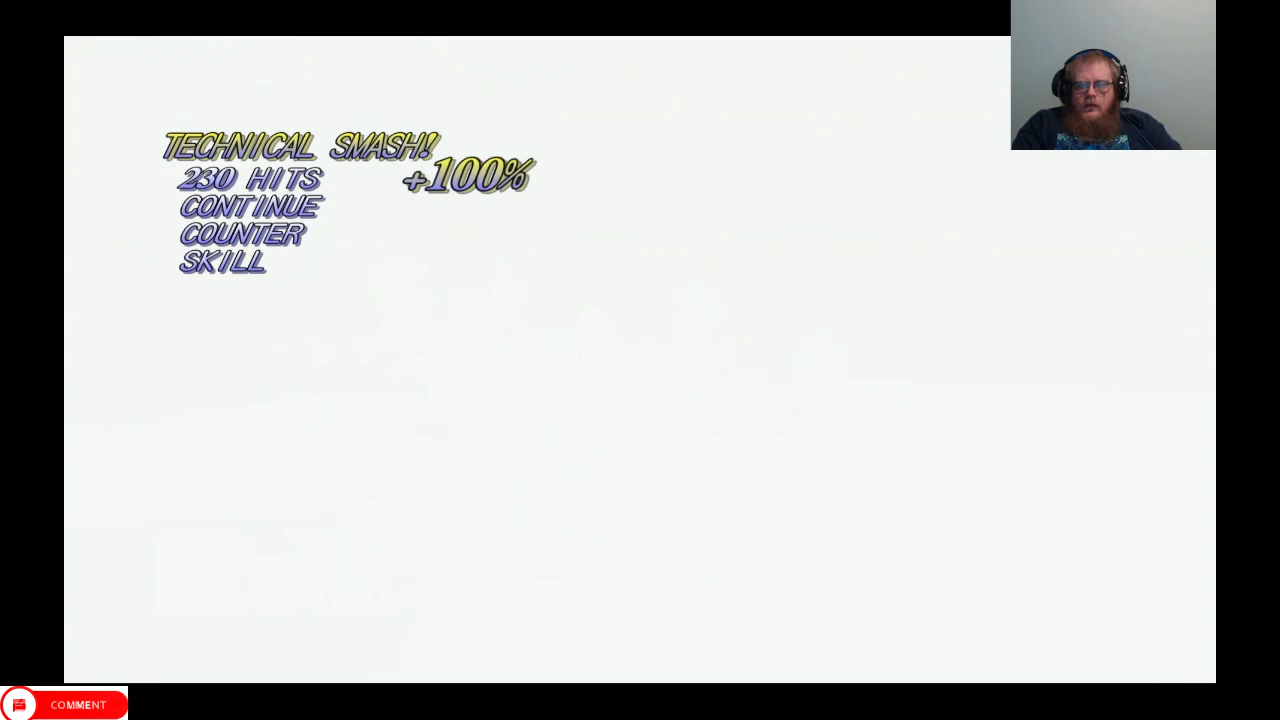 TECHNICAL SMASH!
230 HITS +100%
CONTINUE
COUNTER
SKILL
COMMENT